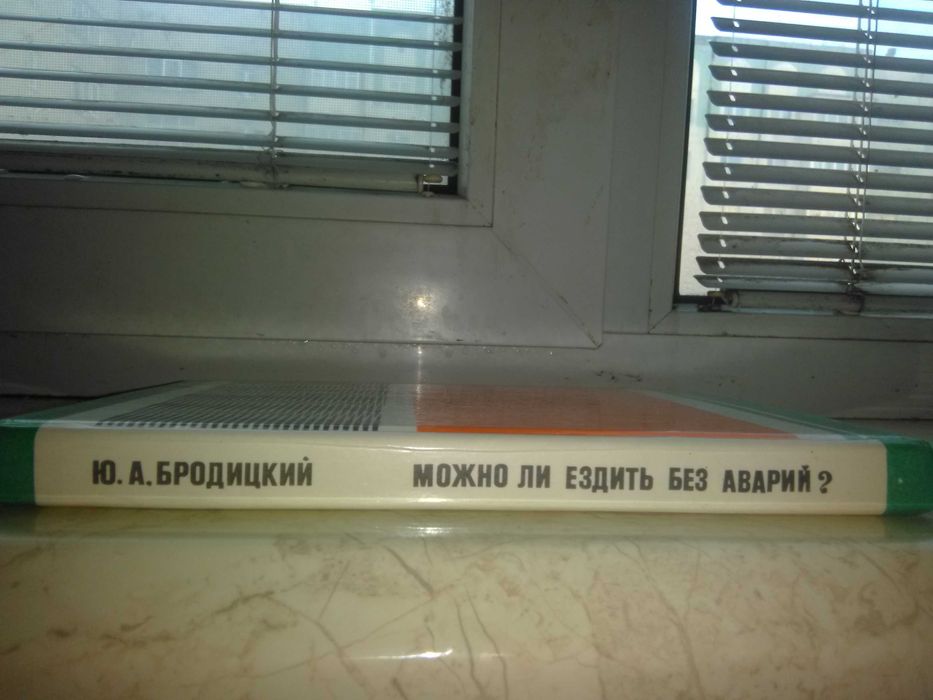 Ю. А. БРОДИЦКИЙ МОЖНО ЛИ ЕЗДИТЬ БЕЗ АВАРИЙ?